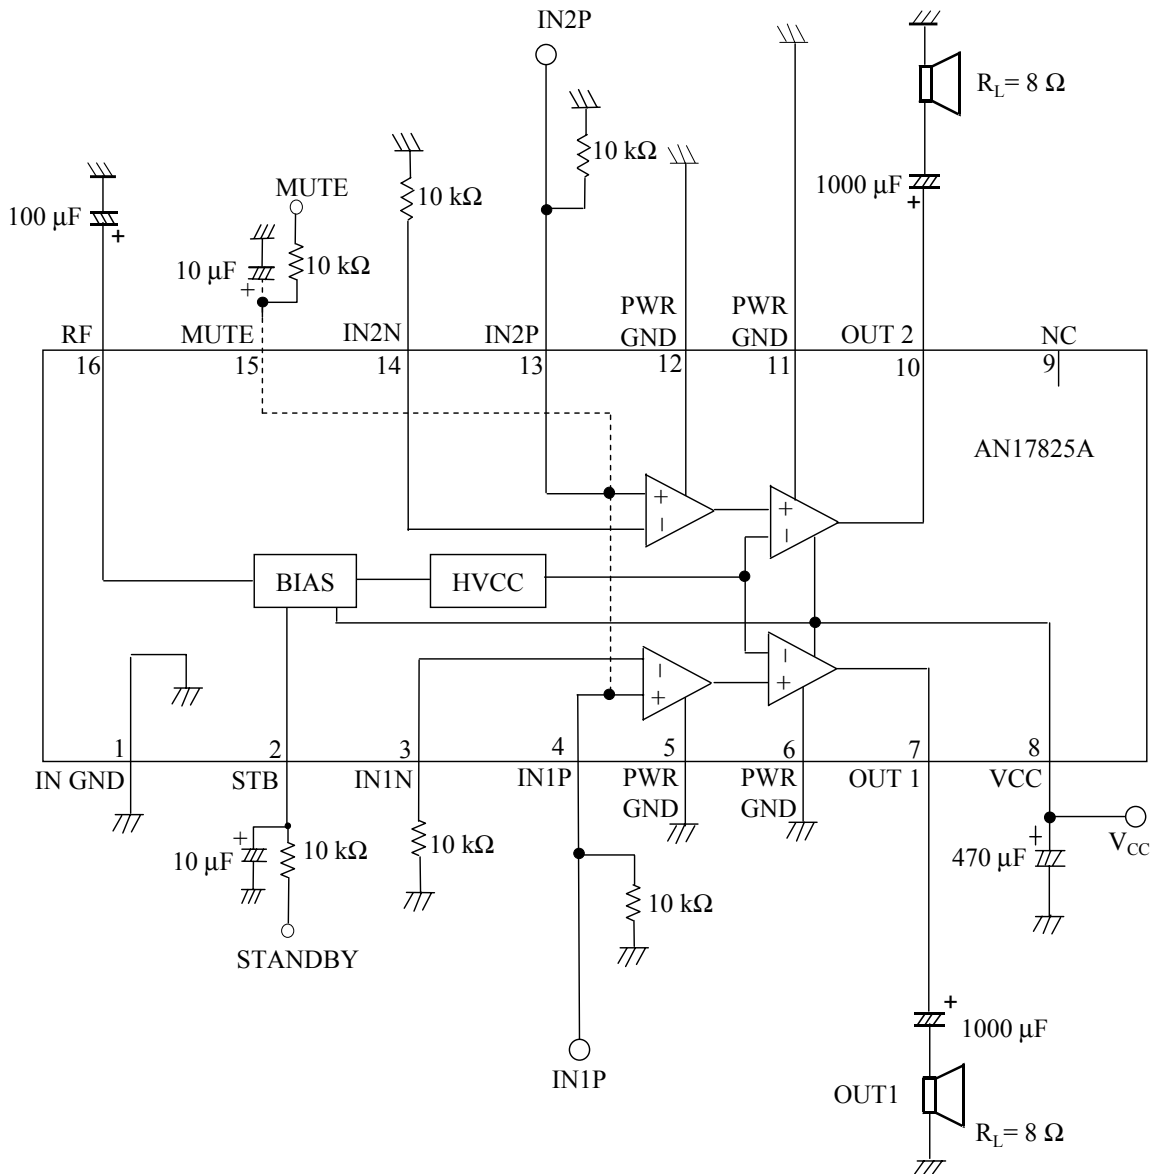 IN2P
R_L= 8 Ω
10 kΩ
10 kΩ
1000 µF
+
MUTE
100 µF
+
10 µF
+
10 kΩ
RF
MUTE
IN2N
IN2P
PWR
GND
PWR
GND
OUT 2
NC
16
15
14
13
12
11
10
9
AN17825A
+
−
+
−
BIAS
HVCC
−
+
−
+
1
2
3
4
5
6
7
8
IN GND
STB
IN1N
IN1P
PWR
GND
PWR
GND
OUT 1
VCC
+
10 µF
10 kΩ
10 kΩ
+
470 µF
V_CC
10 kΩ
STANDBY
+
1000 µF
IN1P
OUT1
R_L= 8 Ω